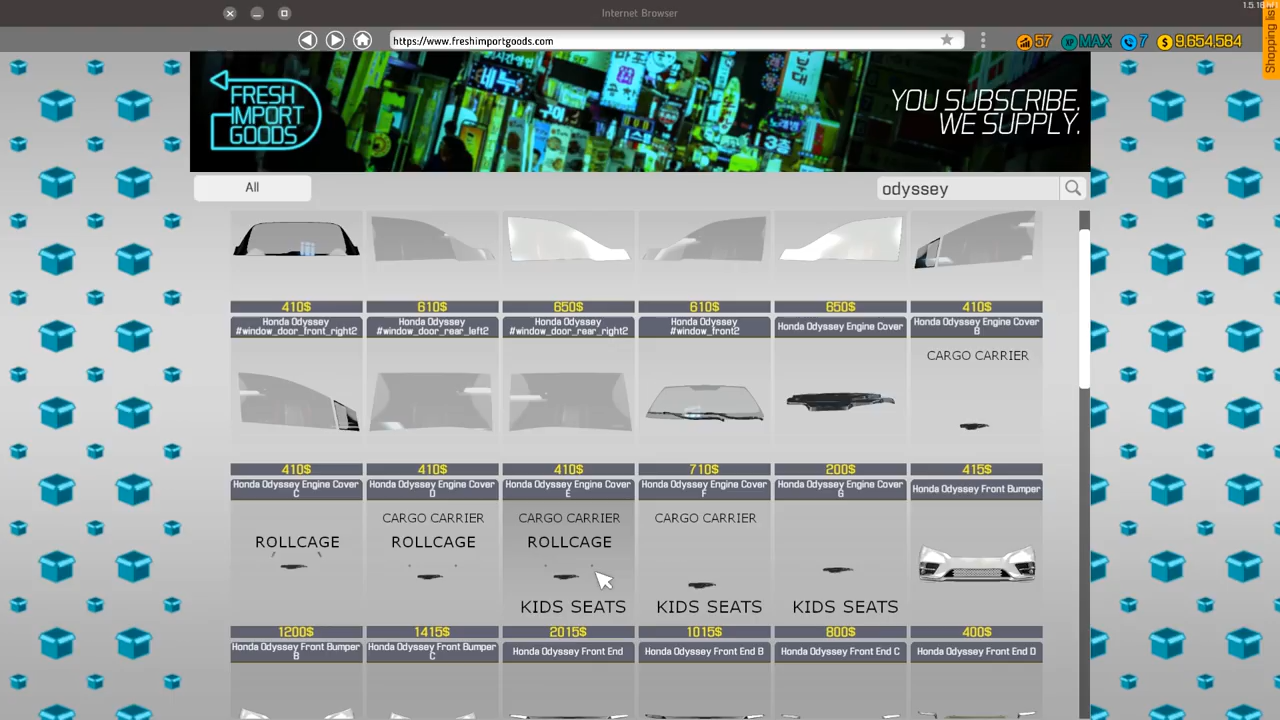 Internet Browser
1.5.18.hf1
https://www.freshimportgoods.com
57
XP MAX
7
$ 9,654,584
Shopping list
FRESH
IMPORT
GOODS
YOU SUBSCRIBE.
WE SUPPLY.
All
odyssey
410$ 610$ 650$ 610$ 650$ 410$
Honda Odyssey #window_door_front_right2
Honda Odyssey #window_door_rear_left2
Honda Odyssey #window_door_rear_right2
Honda Odyssey #window_front2
Honda Odyssey Engine Cover
Honda Odyssey Engine Cover B
CARGO CARRIER
410$ 410$ 410$ 710$ 200$ 415$
Honda Odyssey Engine Cover C
Honda Odyssey Engine Cover D
Honda Odyssey Engine Cover E
Honda Odyssey Engine Cover F
Honda Odyssey Engine Cover G
Honda Odyssey Front Bumper
CARGO CARRIER CARGO CARRIER CARGO CARRIER
ROLLCAGE ROLLCAGE ROLLCAGE
KIDS SEATS KIDS SEATS KIDS SEATS
1200$ 1415$ 2015$ 1015$ 800$ 400$
Honda Odyssey Front Bumper B
Honda Odyssey Front Bumper C
Honda Odyssey Front End
Honda Odyssey Front End B
Honda Odyssey Front End C
Honda Odyssey Front End D